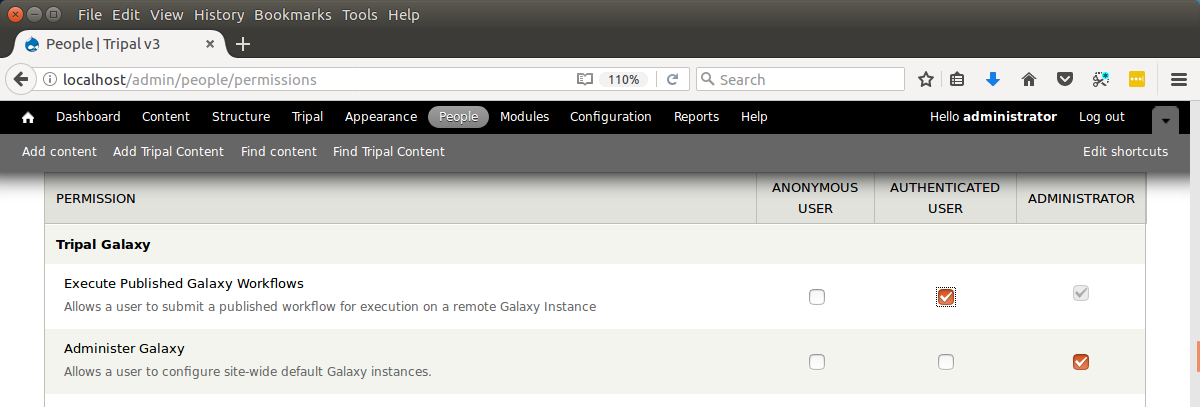 File Edit View History Bookmarks Tools Help
People | Tripal v3
localhost/admin/people/permissions 110% Search
Dashboard Content Structure Tripal Appearance People Modules Configuration Reports Help Hello administrator Log out
Add content Add Tripal Content Find content Find Tripal Content Edit shortcuts
PERMISSION ANONYMOUS USER AUTHENTICATED USER ADMINISTRATOR
Tripal Galaxy
Execute Published Galaxy Workflows
Allows a user to submit a published workflow for execution on a remote Galaxy Instance
Administer Galaxy
Allows a user to configure site-wide default Galaxy instances.